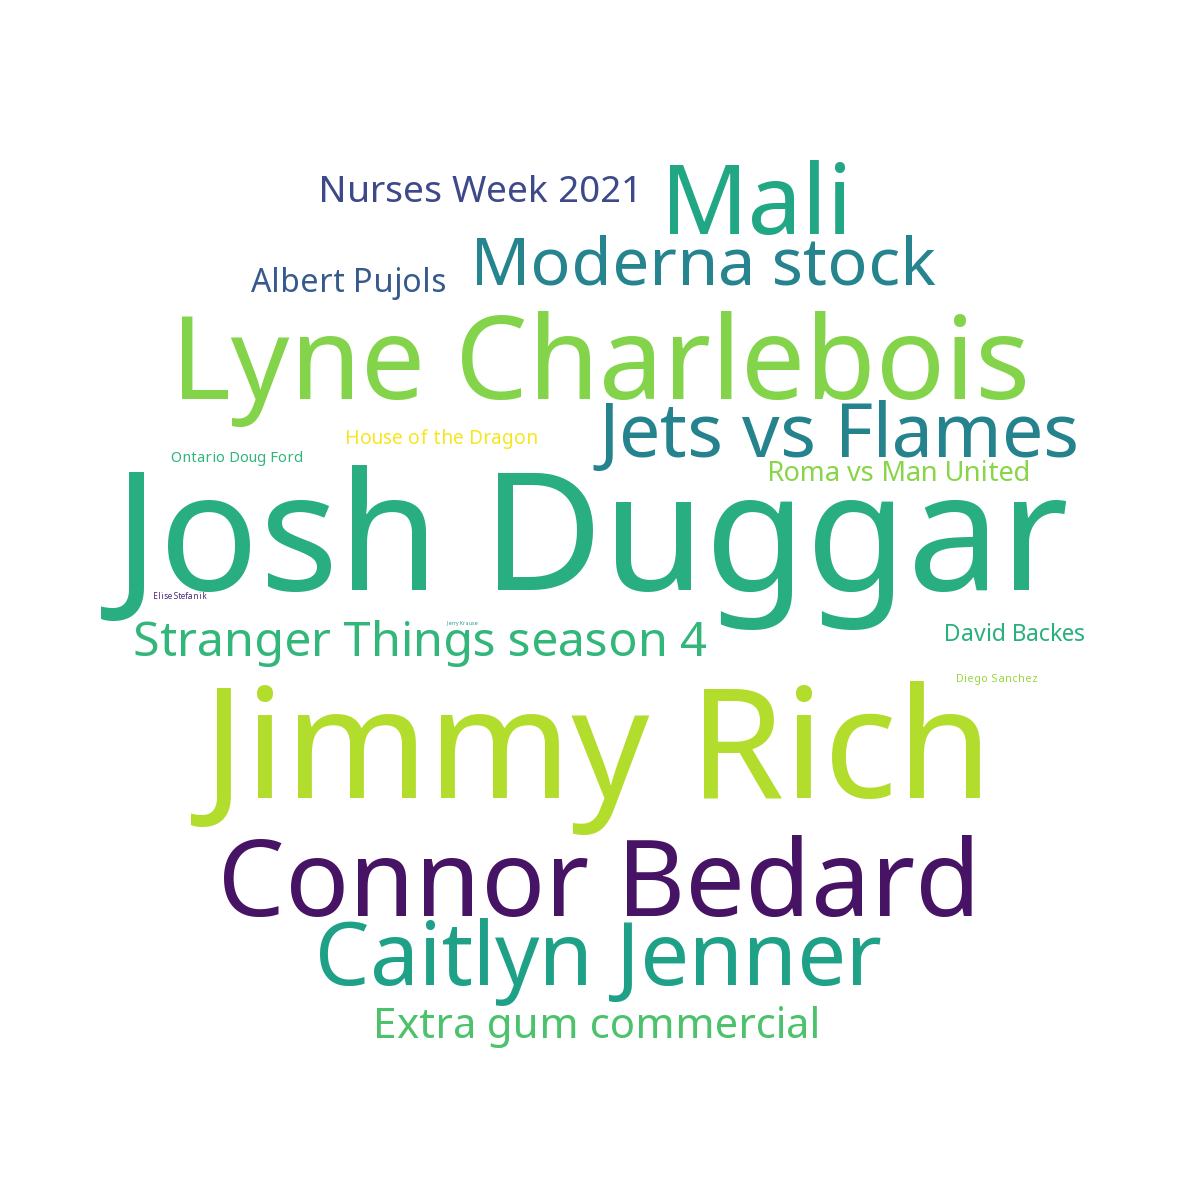 Nurses Week 2021
Mali
Moderna stock
Albert Pujols
Lyne Charlebois
Jets vs Flames
House of the Dragon
Ontario Doug Ford
Roma vs Man United
Josh Duggar
Elise Stefanik
Jerry Krause
Stranger Things season 4
David Backes
Diego Sanchez
Jimmy Rich
Connor Bedard
Caitlyn Jenner
Extra gum commercial